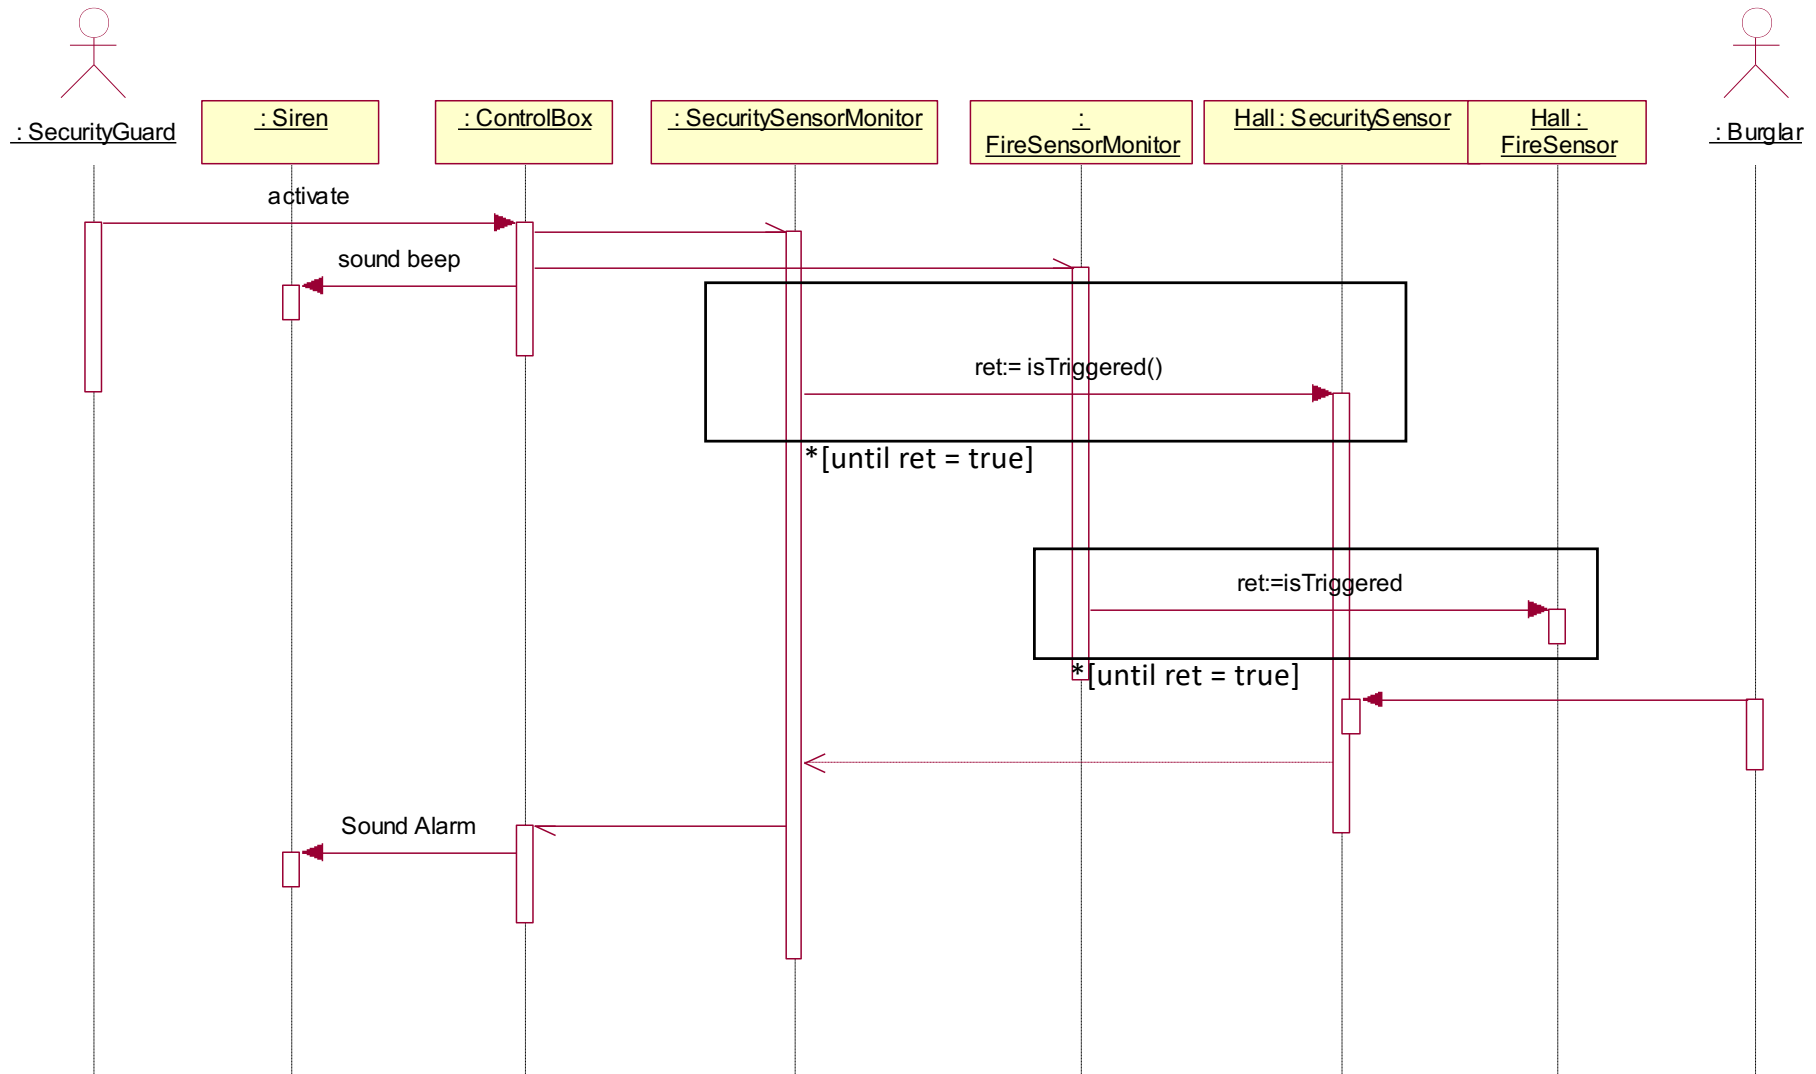 : SecurityGuard
: Siren
: ControlBox
: SecuritySensorMonitor
:
FireSensorMonitor
Hall : SecuritySensor
Hall :
FireSensor
: Burglar
activate
sound beep
ret:= isTriggered()
*[until ret = true]
ret:=isTriggered
*[until ret = true]
Sound Alarm